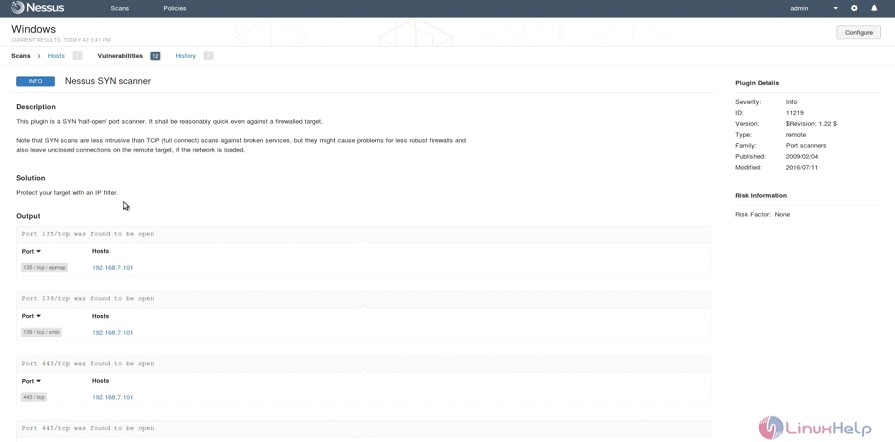 Nessus Scans Policies admin
Windows
CURRENT RESULTS: TODAY AT 3:41 PM
Configure
Scans > Hosts 1 Vulnerabilities 12 History 1
INFO Nessus SYN scanner
Description
This plugin is a SYN 'half-open' port scanner. It shall be reasonably quick even against a firewalled target.
Note that SYN scans are less intrusive than TCP (full connect) scans against broken services, but they might cause problems for less robust firewalls and
also leave unclosed connections on the remote target, if the network is loaded.
Solution
Protect your target with an IP filter.
Output
Port 135/tcp was found to be open
Port Hosts
135 / tcp / epmap 192.168.7.101
Port 139/tcp was found to be open
Port Hosts
139 / tcp / smb 192.168.7.101
Port 443/tcp was found to be open
Port Hosts
443 / tcp 192.168.7.101
Port 445/tcp was found to be open
Plugin Details
Severity: Info
ID: 11219
Version: $Revision: 1.22 $
Type: remote
Family: Port scanners
Published: 2009/02/04
Modified: 2016/07/11
Risk Information
Risk Factor: None
LinuxHelp